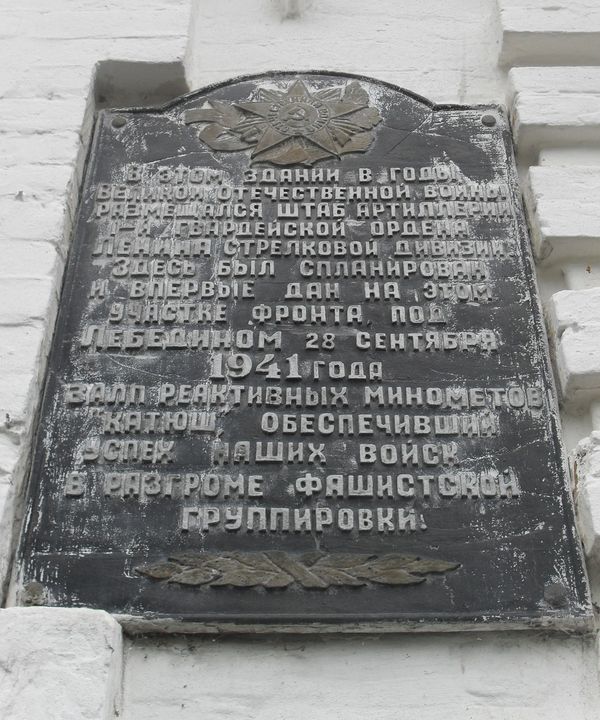 В ЭТОМ ЗДАНИИ В ГОДЫ
ВЕЛИКОЙ ОТЕЧЕСТВЕННОЙ ВОЙНЫ
РАЗМЕЩАЛСЯ ШТАБ АРТИЛЛЕРИИ
1-Й ГВАРДЕЙСКОЙ ОРДЕНА
ЛЕНИНА СТРЕЛКОВОЙ ДИВИЗИИ
ЗДЕСЬ БЫЛ СПЛАНИРОВАН
И ВПЕРВЫЕ ДАН НА ЭТОМ
УЧАСТКЕ ФРОНТА, ПОД
ЛЕБЕДИНОМ 28 СЕНТЯБРЯ
1941 ГОДА
ЗАЛП РЕАКТИВНЫХ МИНОМЕТОВ
"КАТЮШ" ОБЕСПЕЧИВШИЙ
УСПЕХ НАШИХ ВОЙСК
В РАЗГРОМЕ ФЯШИСТСКОЙ
ГРУППИРОВКИ.